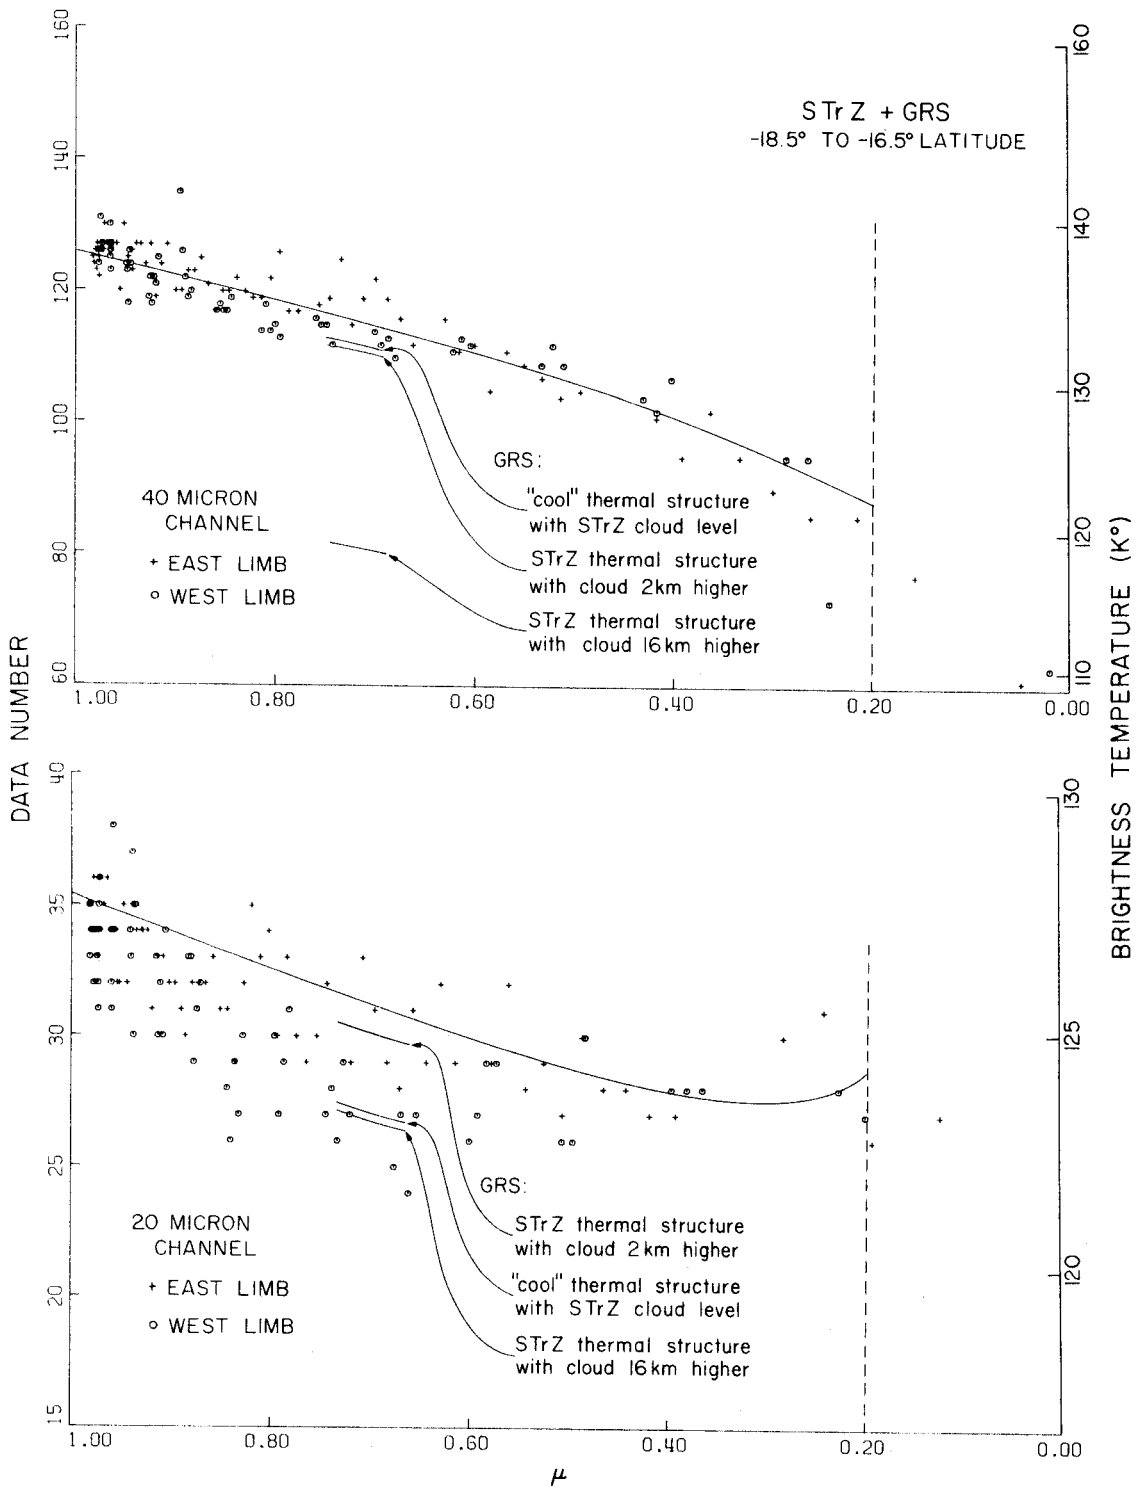 STrZ + GRS
-18.5° TO -16.5° LATITUDE
160
140
120
100
80
60
160
140
130
120
110
GRS:
"cool" thermal structure
with STrZ cloud level
STrZ thermal structure
with cloud 2km higher
STrZ thermal structure
with cloud 16km higher
40 MICRON
CHANNEL
+ EAST LIMB
o WEST LIMB
1.00 0.80 0.60 0.40 0.20 0.00
DATA NUMBER
BRIGHTNESS TEMPERATURE (K°)
40
35
30
25
20
15
130
125
120
GRS:
STrZ thermal structure
with cloud 2km higher
"cool" thermal structure
with STrZ cloud level
STrZ thermal structure
with cloud 16km higher
20 MICRON
CHANNEL
+ EAST LIMB
o WEST LIMB
1.00 0.80 0.60 0.40 0.20 0.00
μ